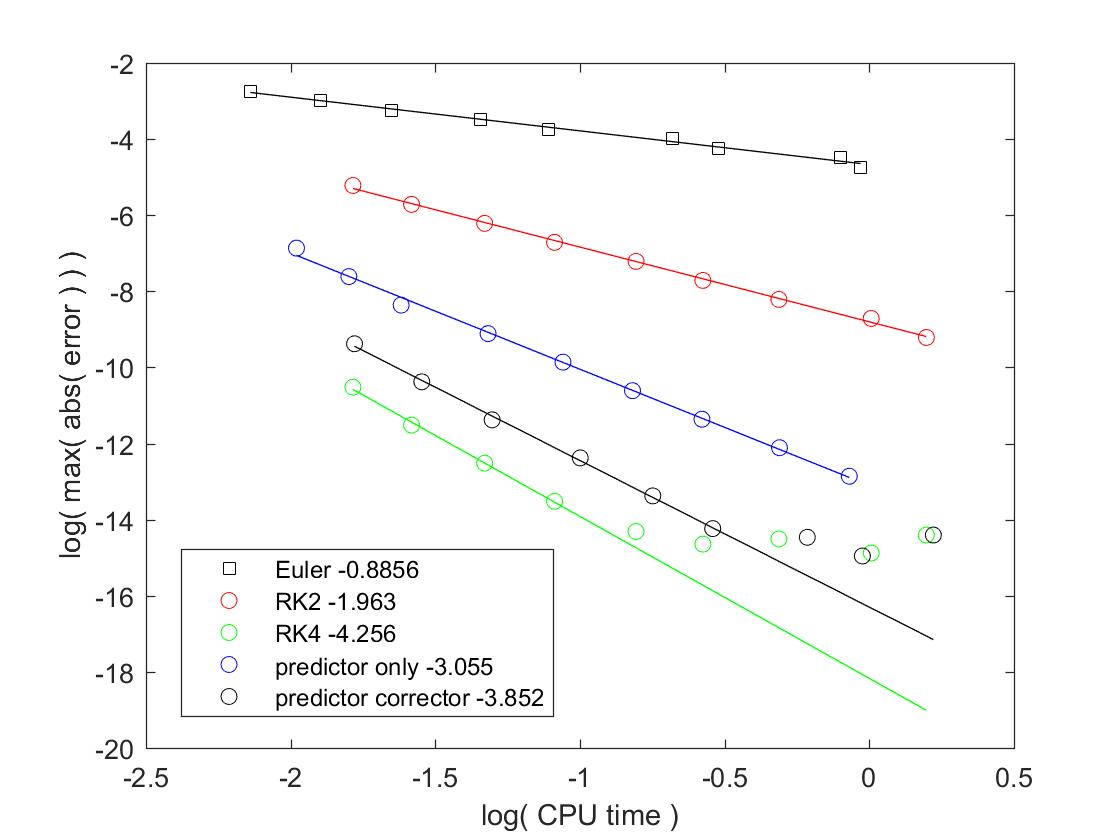 -2
-4
-6
-8
-10
-12
-14
-16
-18
-20
log( max( abs( error ) ) )
Euler -0.8856
RK2 -1.963
RK4 -4.256
predictor only -3.055
predictor corrector -3.852
-2.5 -2 -1.5 -1 -0.5 0 0.5
log( CPU time )